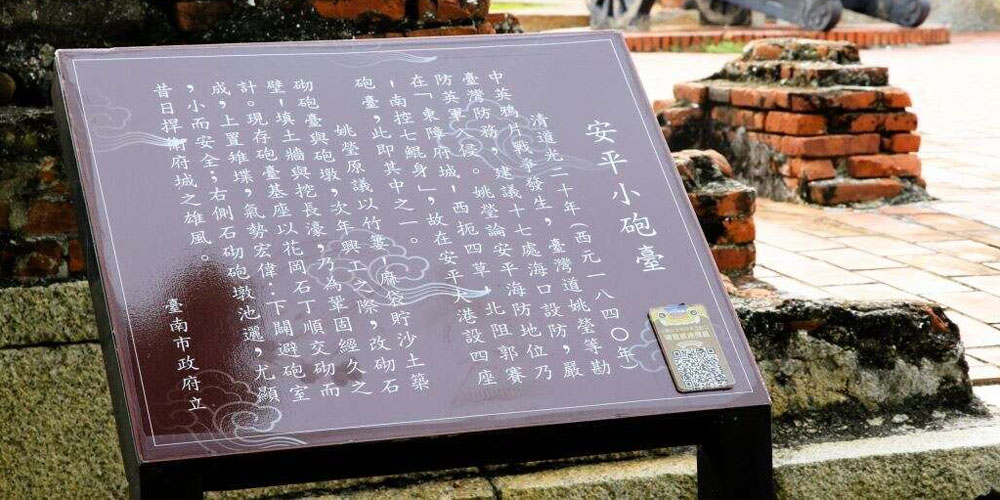 安平小砲臺
清道光二十年(西元一八四〇年)
中英鴉片戰爭發生,臺灣道姚瑩等勘
臺灣防務,建議十七處海口設防,嚴
防英軍入侵。姚瑩論安平海防地位乃
在「東障府城-西扼四草,北阻郭賽
-南控七鯤身」,故在安平大港設四座
砲臺,此即其中之一。
姚瑩原議以竹簍-麻袋貯沙土築
砌砲臺與砲墩,次年興工之際,改砌石
壁-填土牆與挖長濠,乃為鞏固經久之
計。現存砲臺基座以花岡石丁順交砌而
成,上置雉堞,氣勢宏偉:下闢避砲室
,小而安全;右側石砌砲墩池邐,尤顯
昔日捍衛府城之雄風。
臺南市政府立